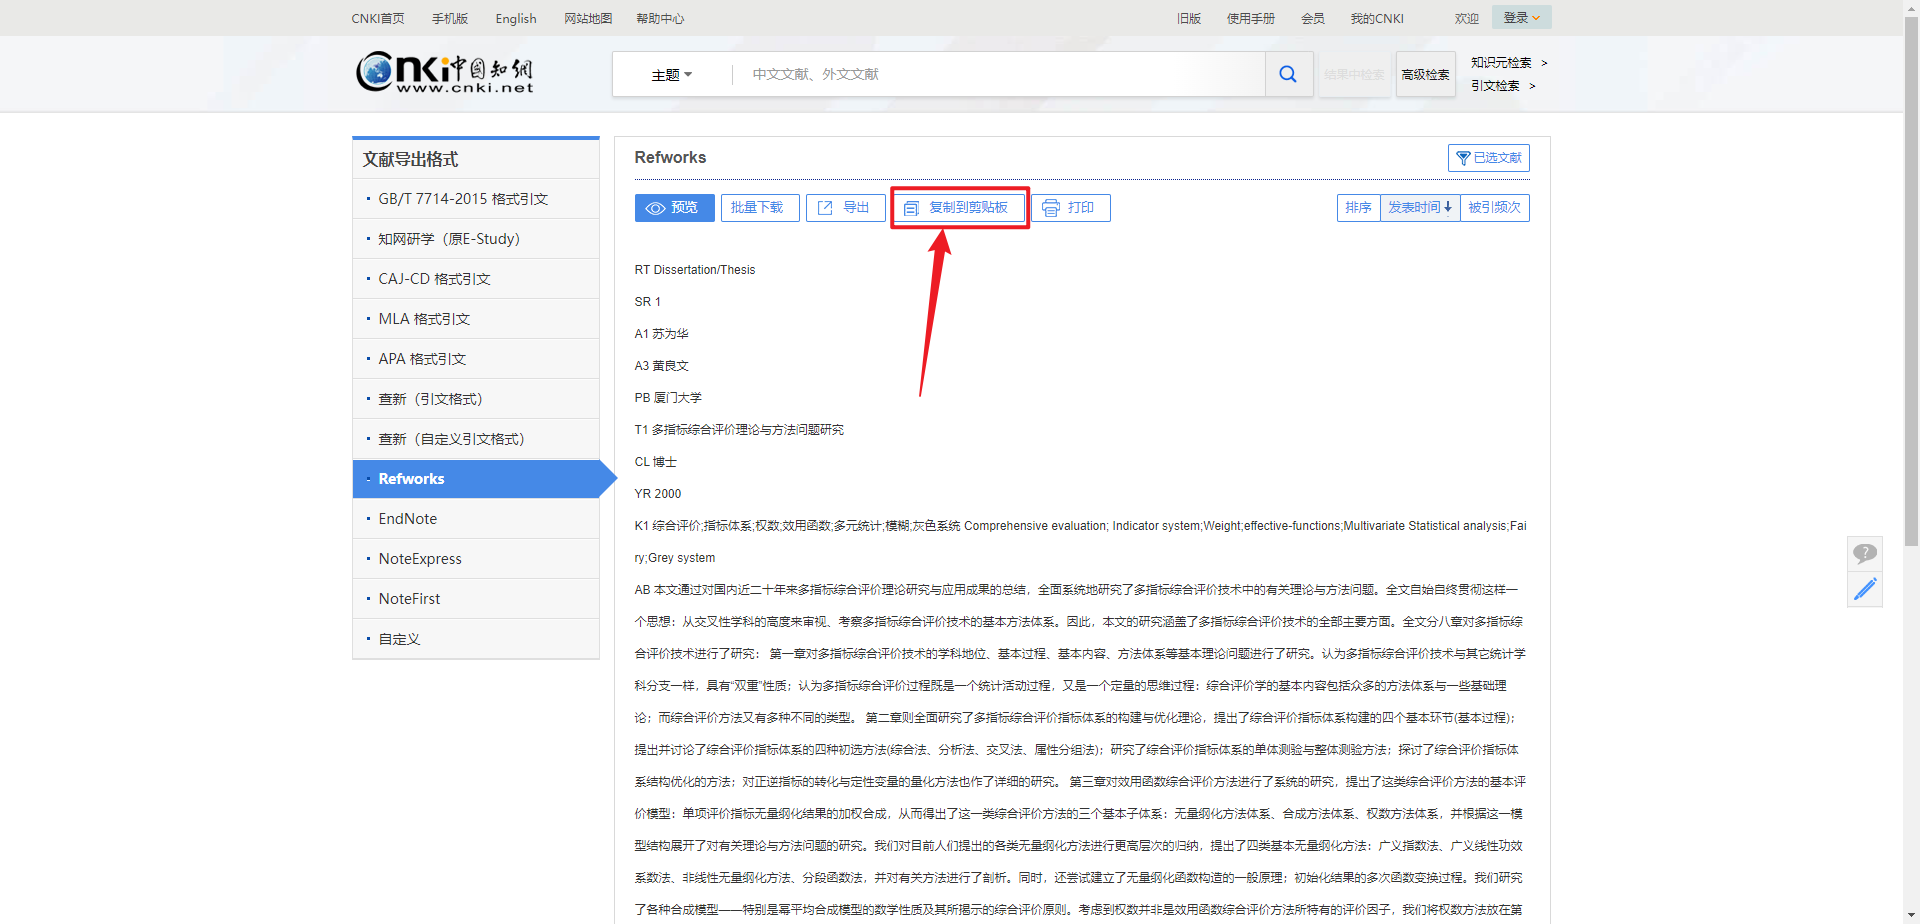 CNKI首页 手机版 English 网站地图 帮助中心 旧版 使用手册 会员 我的CNKI 欢迎 登录
Cnki中国知网
www.cnki.net
主题 中文文献、外文文献 结果中检索 高级检索
知识元检索 >
引文检索 >
文献导出格式
GB/T 7714-2015 格式引文
知网研学（原E-Study）
CAJ-CD 格式引文
MLA 格式引文
APA 格式引文
查新（引文格式）
查新（自定义引文格式）
Refworks
EndNote
NoteExpress
NoteFirst
自定义
Refworks 已选文献
预览 批量下载 导出 复制到剪贴板 打印 排序 发表时间 被引频次
RT Dissertation/Thesis
SR 1
A1 苏为华
A3 黄良文
PB 厦门大学
T1 多指标综合评价理论与方法问题研究
CL 博士
YR 2000
K1 综合评价;指标体系;权数;效用函数;多元统计;模糊;灰色系统 Comprehensive evaluation; Indicator system;Weight;effective-functions;Multivariate Statistical analysis;Fai
ry;Grey system
AB 本文通过对国内近二十年来多指标综合评价理论研究与应用成果的总结，全面系统地研究了多指标综合评价技术中的有关理论与方法问题。全文自始自终贯彻这样一
个思想：从交叉性学科的高度来审视、考察多指标综合评价技术的基本方法体系。因此，本文的研究涵盖了多指标综合评价技术的全部主要方面。全文分八章对多指标综
合评价技术进行了研究： 第一章对多指标综合评价技术的学科地位、基本过程、基本内容、方法体系等基本理论问题进行了研究。认为多指标综合评价技术与其它统计学
科分支一样，具有“双重”性质；认为多指标综合评价过程既是一个统计活动过程，又是一个定量的思维过程：综合评价学的基本内容包括众多的方法体系与一些基础理
论；而综合评价方法又有多种不同的类型。 第二章则全面研究了多指标综合评价指标体系的构建与优化理论，提出了综合评价指标体系构建的四个基本环节(基本过程)；
提出并讨论了综合评价指标体系的四种初选方法(综合法、分析法、交叉法、属性分组法)；研究了综合评价指标体系的单体测验与整体测验方法；探讨了综合评价指标体
系结构优化的方法；对正逆指标的转化与定性变量的量化方法也作了详细的研究。 第三章对效用函数综合评价方法进行了系统的研究，提出了这类综合评价方法的基本评
价模型：单项评价指标无量纲化结果的加权合成，从而得出了这一类综合评价方法的三个基本子体系：无量纲化方法体系、合成方法体系、权数方法体系，并根据这一模
型结构展开了对有关理论与方法问题的研究。我们对目前人们提出的各类无量纲化方法进行更高层次的归纳，提出了四类基本无量纲化方法：广义指数法、广义线性功效
系数法、非线性无量纲化方法、分段函数法，并对有关方法进行了剖析。同时，还尝试建立了无量纲化函数构造的一般原理；初始化结果的多次函数变换过程。我们研究
了各种合成模型——特别是幂平均合成模型的数学性质及其所揭示的综合评价原则。考虑到权数并非是效用函数综合评价方法所特有的评价因子，我们将权数方法放在第